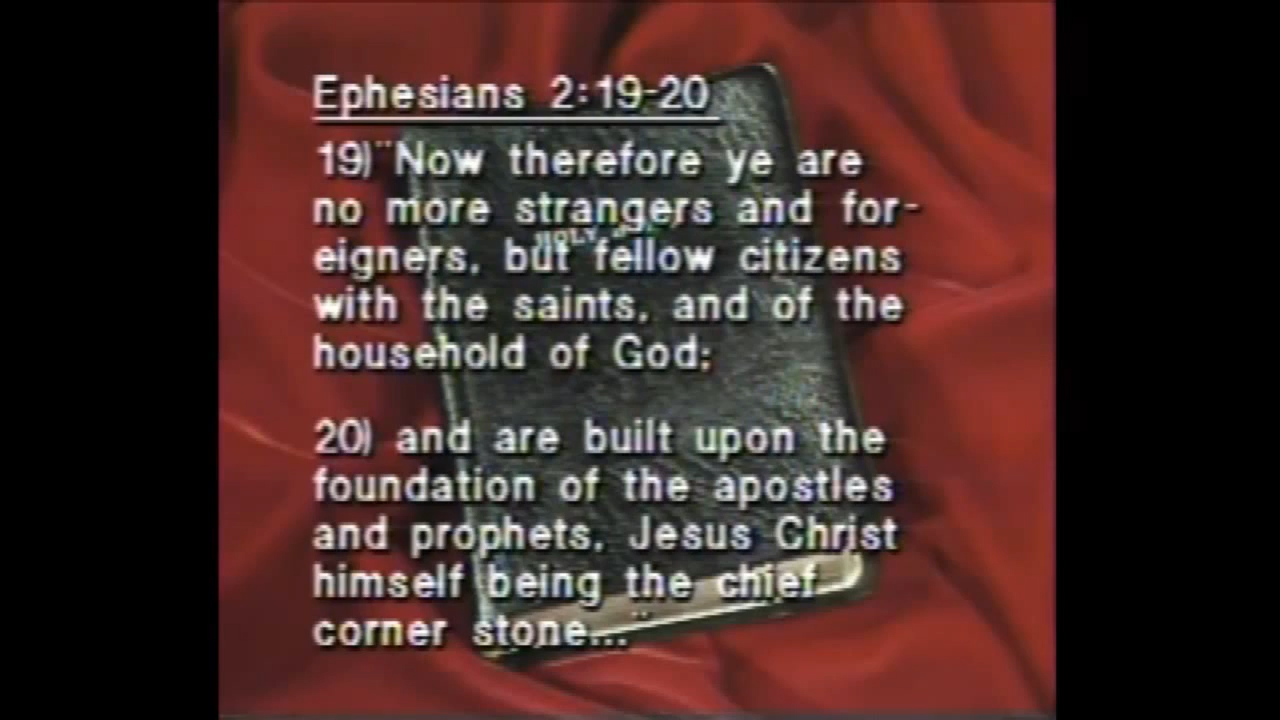 Ephesians 2:19-20
19)"Now therefore ye are
no more strangers and for-
eigners, but fellow citizens
with the saints, and of the
household of God;
20) and are built upon the
foundation of the apostles
and prophets, Jesus Christ
himself being the chief
corner stone..."
HOLY